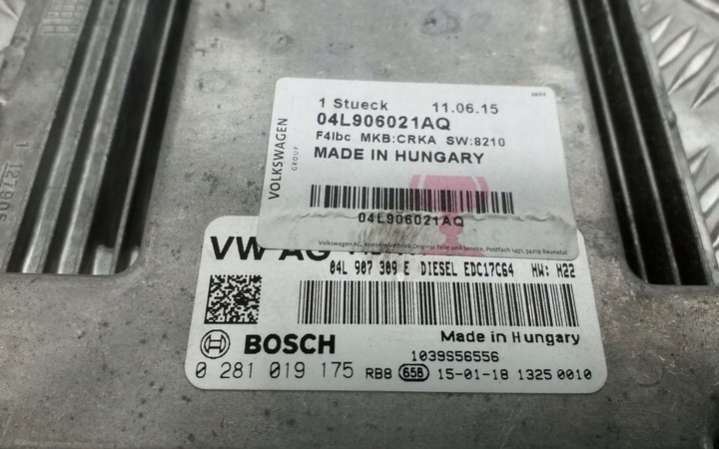 1 Stueck 11.06.15
04L906021AQ
F4lbc MKB:CRKA SW:8210
MADE IN HUNGARY
VOLKSWAGEN
GROUP
04L906021AQ
VW AG
04L 907 309 E DIESEL EDC17C64 HW: H22
Made in Hungary
BOSCH
1039S56556
0 281 019 175 RB8 65B 15-01-18 1325 0010